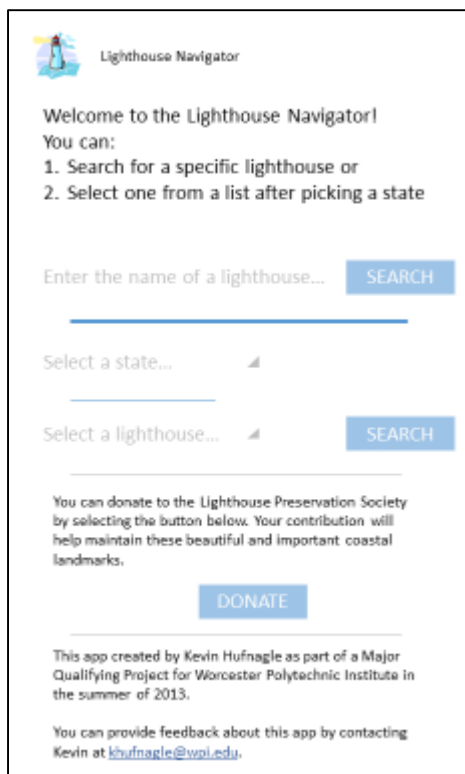 Lighthouse Navigator
Welcome to the Lighthouse Navigator!
You can:
1. Search for a specific lighthouse or
2. Select one from a list after picking a state
Enter the name of a lighthouse... SEARCH
Select a state...
Select a lighthouse... SEARCH
You can donate to the Lighthouse Preservation Society
by selecting the button below. Your contribution will
help maintain these beautiful and important coastal
landmarks.
DONATE
This app created by Kevin Hufnagle as part of a Major
Qualifying Project for Worcester Polytechnic Institute in
the summer of 2013.
You can provide feedback about this app by contacting
Kevin at khufnagle@wpi.edu.